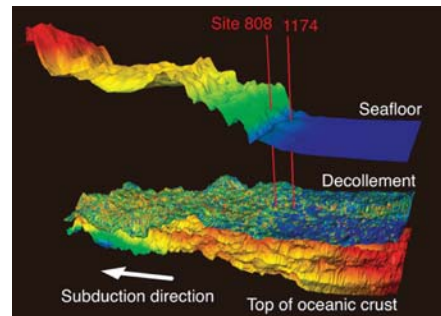 Site 808 1174
Seafloor
Decollement
Subduction direction
Top of oceanic crust